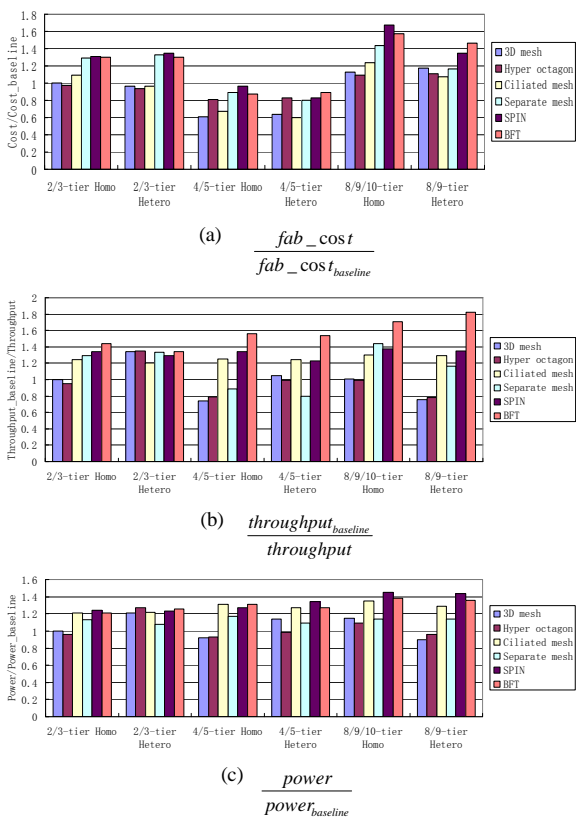 1.8
1.6
1.4
1.2
1
0.8
0.6
0.4
0.2
0
Cost/Cost_baseline
2/3-tier Homo
2/3-tier Hetero
4/5-tier Homo
4/5-tier Hetero
8/9/10-tier Homo
8/9-tier Hetero
3D mesh
Hyper octagon
Ciliated mesh
Separate mesh
SPIN
BFT
(a) fab_cost
fab_cost_baseline
2
1.8
1.6
1.4
1.2
1
0.8
0.6
0.4
0.2
0
Throughput_baseline/Throughput
2/3-tier Homo
2/3-tier Hetero
4/5-tier Homo
4/5-tier Hetero
8/9/10-tier Homo
8/9-tier Hetero
3D mesh
Hyper octagon
Ciliated mesh
Separate mesh
SPIN
BFT
(b) throughput_baseline
throughput
1.6
1.4
1.2
1
0.8
0.6
0.4
0.2
0
Power/Power_baseline
2/3-tier Homo
2/3-tier Hetero
4/5-tier Homo
4/5-tier Hetero
8/9/10-tier Homo
8/9-tier Hetero
3D mesh
Hyper octagon
Ciliated mesh
Separate mesh
SPIN
BFT
(c) power
power_baseline